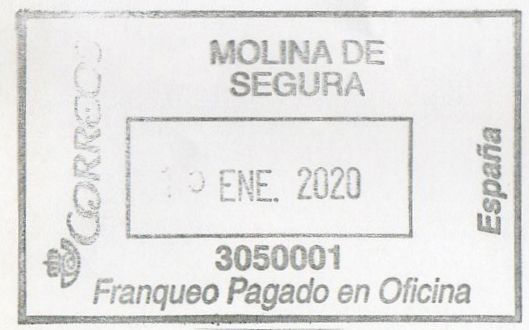 MOLINA DE
SEGURA
CORREOS
ENE. 2020
España
3050001
Franqueo Pagado en Oficina